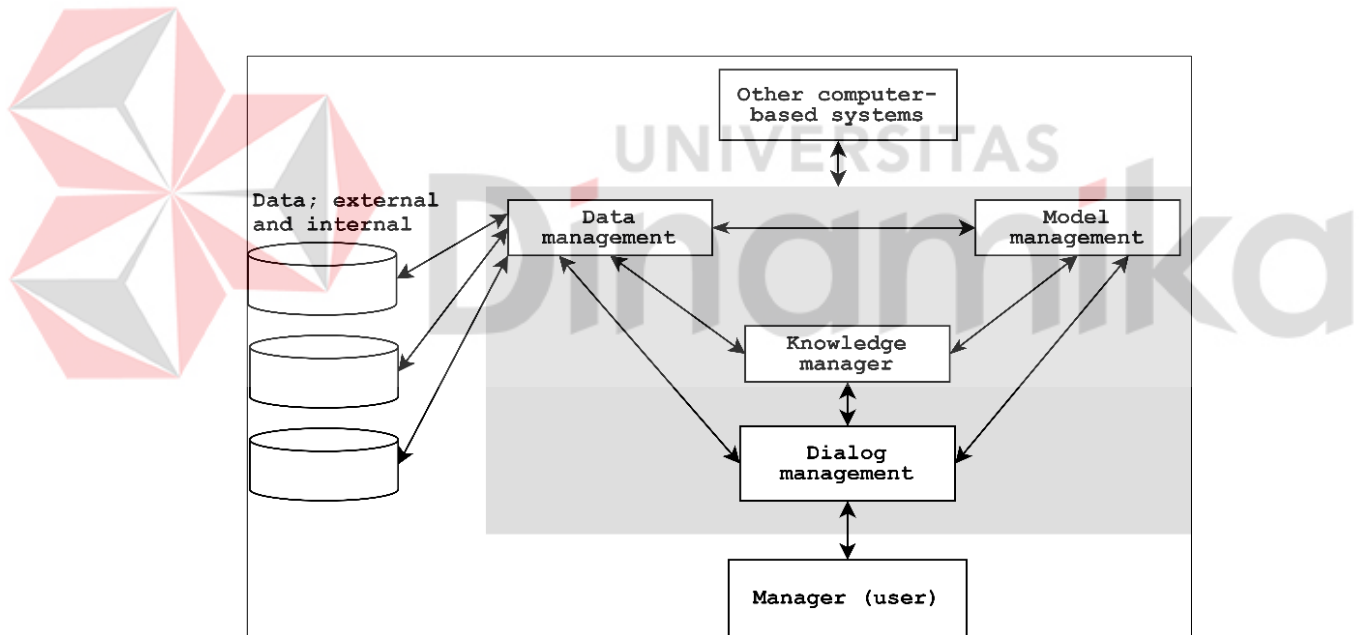 Other computer-
based systems
UNIVERSITAS
Dinamika
Data; external
and internal
Data
management
Model
management
Knowledge
manager
Dialog
management
Manager (user)